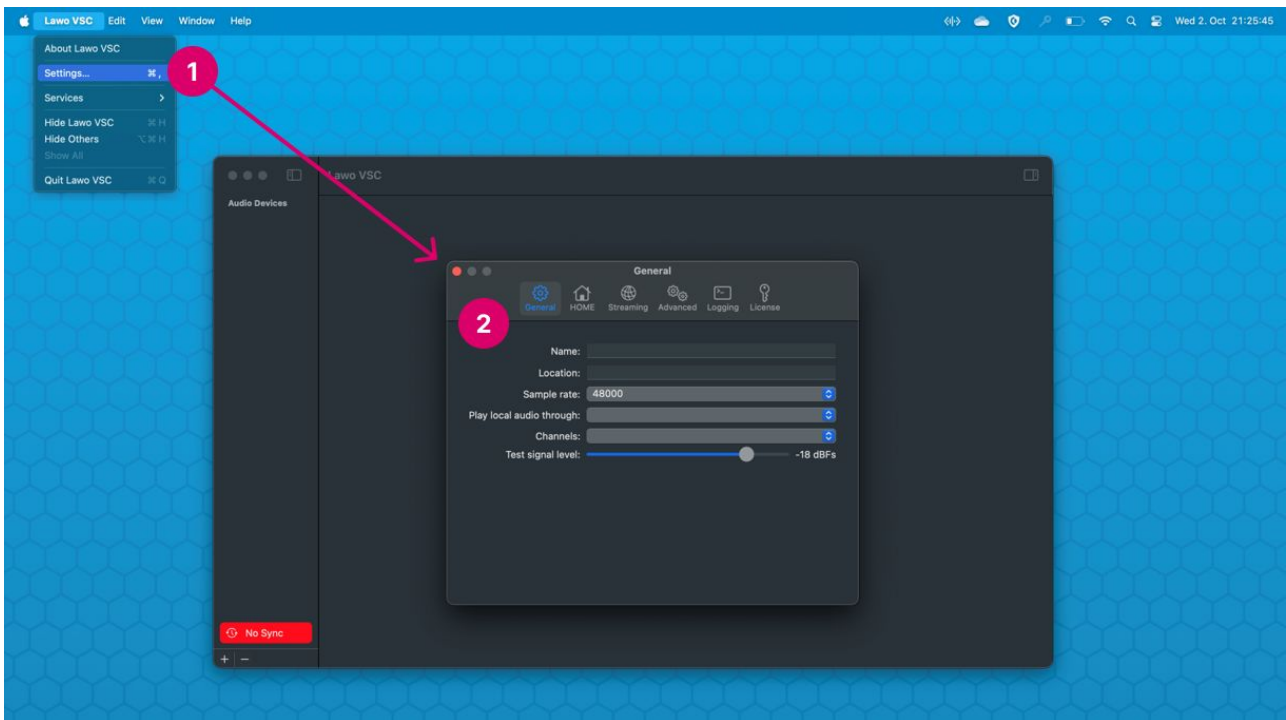 Lawo VSC Edit View Window Help Wed 2. Oct 21:25:45
About Lawo VSC
Settings... ⌘ ,
1
Services >
Hide Lawo VSC ⌘ H
Hide Others ⌥ ⌘ H
Show All
Quit Lawo VSC ⌘ Q
Lawo VSC
Audio Devices
General
General HOME Streaming Advanced Logging License
2
Name:
Location:
Sample rate: 48000
Play local audio through:
Channels:
Test signal level: -18 dBFs
No Sync
+ −